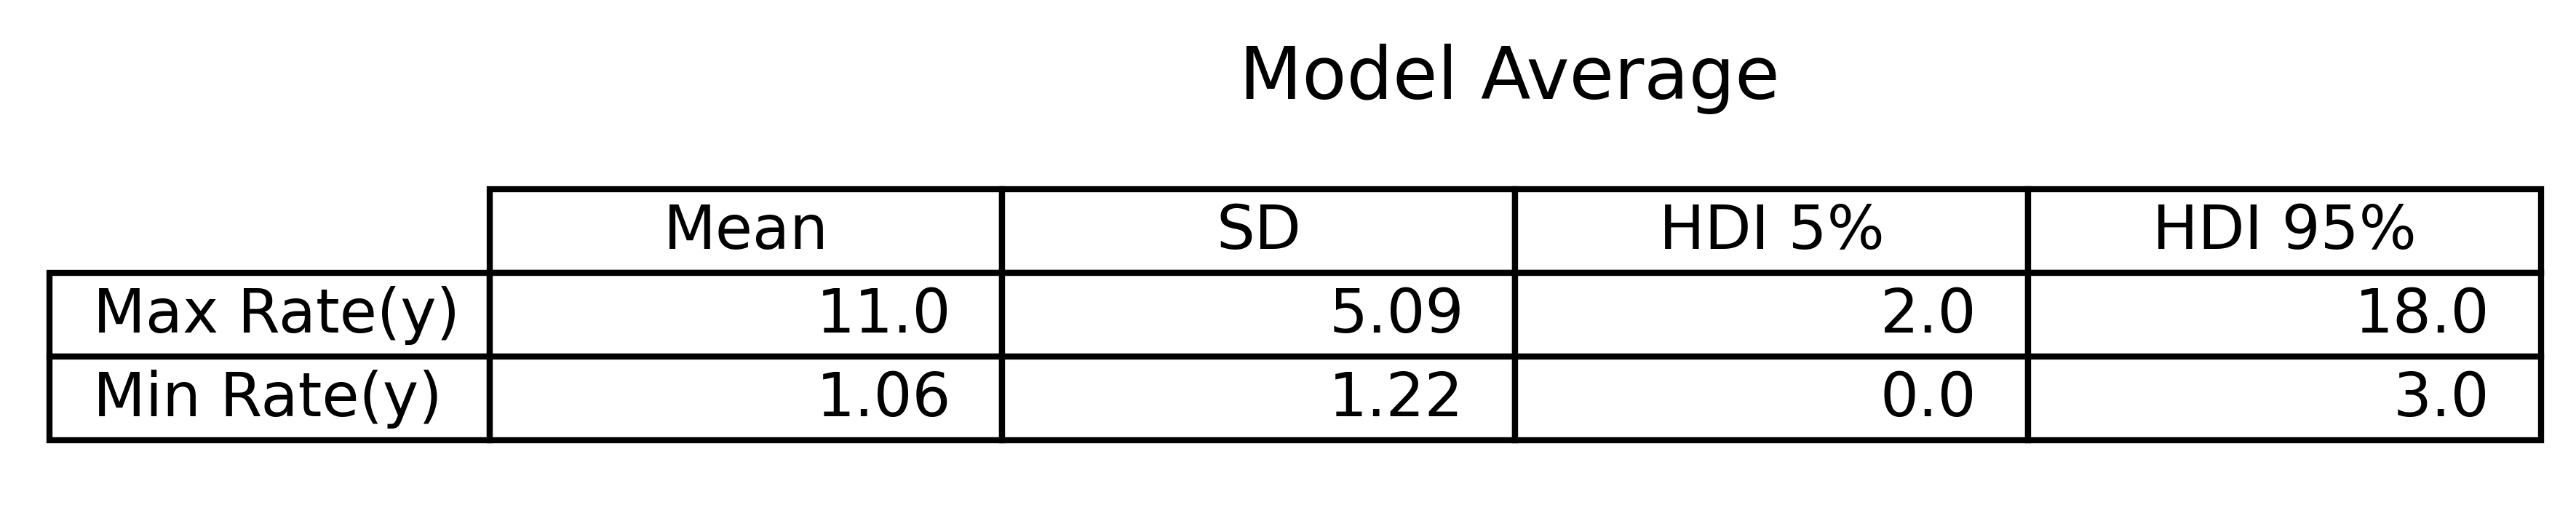 Model Average
Mean SD HDI 5% HDI 95%
Max Rate(y) 11.0 5.09 2.0 18.0
Min Rate(y) 1.06 1.22 0.0 3.0